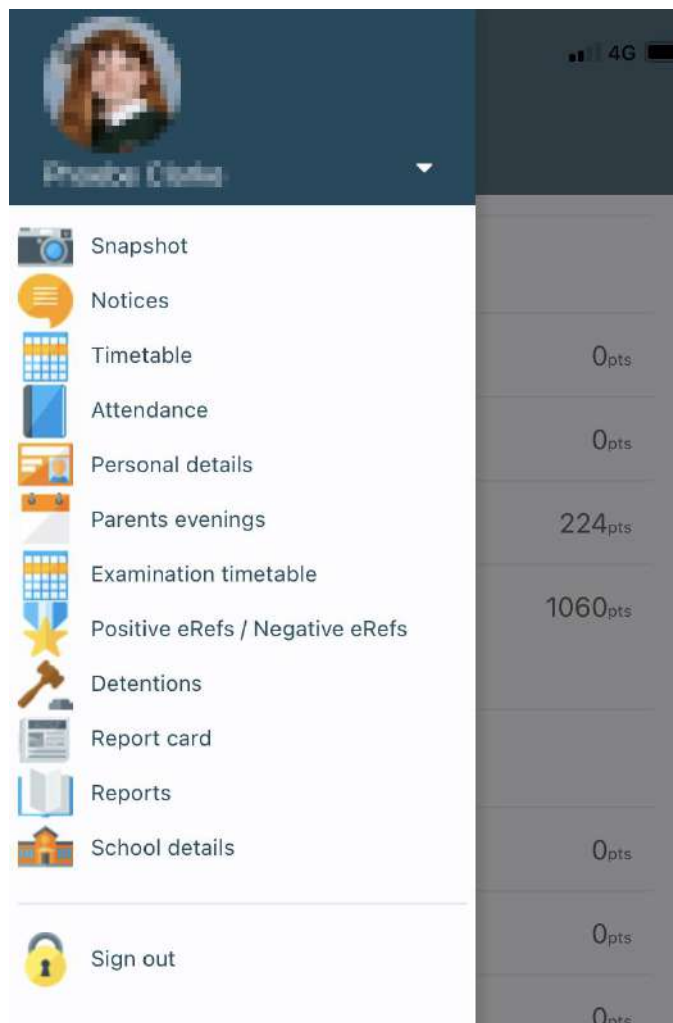 4G
Snapshot
Notices
Timetable
0pts
Attendance
0pts
Personal details
Parents evenings
224pts
Examination timetable
1060pts
Positive eRefs / Negative eRefs
Detentions
Report card
Reports
School details
0pts
0pts
Sign out
0pts